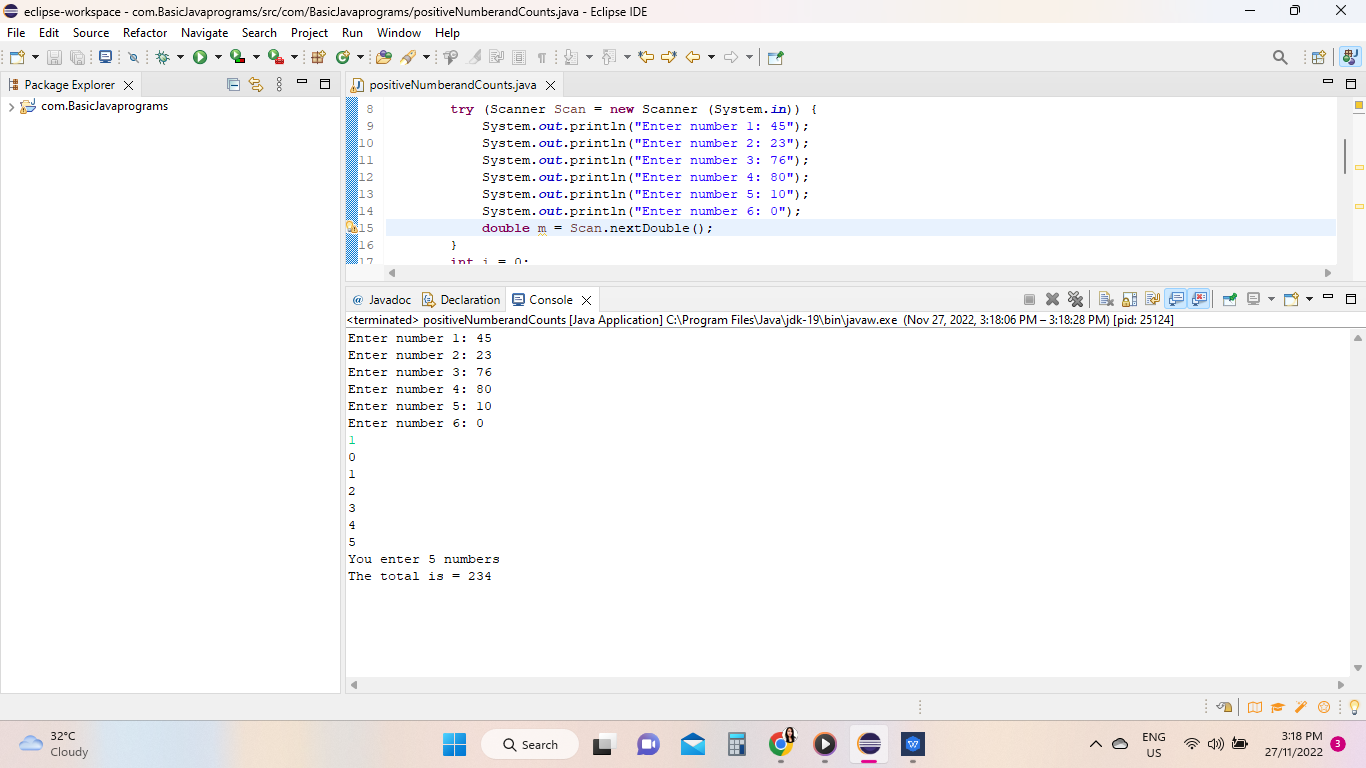 eclipse-workspace - com.BasicJavaprograms/src/com/BasicJavaprograms/positiveNumberandCounts.java - Eclipse IDE
File Edit Source Refactor Navigate Search Project Run Window Help
Package Explorer
com.BasicJavaprograms
positiveNumberandCounts.java
8 try (Scanner Scan = new Scanner (System.in)) {
9 System.out.println("Enter number 1: 45");
10 System.out.println("Enter number 2: 23");
11 System.out.println("Enter number 3: 76");
12 System.out.println("Enter number 4: 80");
13 System.out.println("Enter number 5: 10");
14 System.out.println("Enter number 6: 0");
15 double m = Scan.nextDouble();
16 }
17 int i = 0;
@ Javadoc Declaration Console
<terminated> positiveNumberandCounts [Java Application] C:\Program Files\Java\jdk-19\bin\javaw.exe (Nov 27, 2022, 3:18:06 PM – 3:18:28 PM) [pid: 25124]
Enter number 1: 45
Enter number 2: 23
Enter number 3: 76
Enter number 4: 80
Enter number 5: 10
Enter number 6: 0
1
0
1
2
3
4
5
You enter 5 numbers
The total is = 234
32°C
Cloudy
Search
ENG
US
3:18 PM
27/11/2022
3